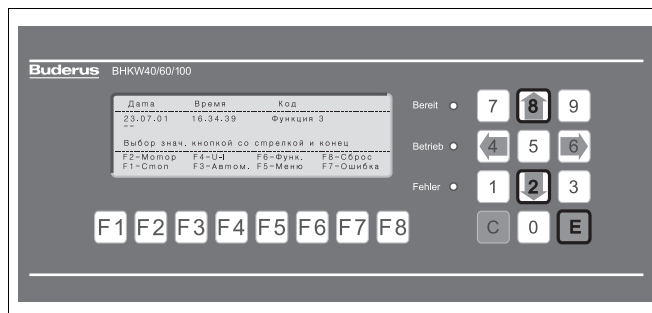 Buderus BHKW40/60/100
Дата Время Код
23.07.01 16.34.39 Функция 3
Выбор знач. кнопкой со стрелкой и конец
F2-Мотор F4-U-I F6-Функ. F8-Сброс
F1-Стоп F3-Автом. F5-Меню F7-Ошибка
Bereit
Betrieb
Fehler
7 8 9
4 5 6
1 2 3
C 0 E
F1 F2 F3 F4 F5 F6 F7 F8